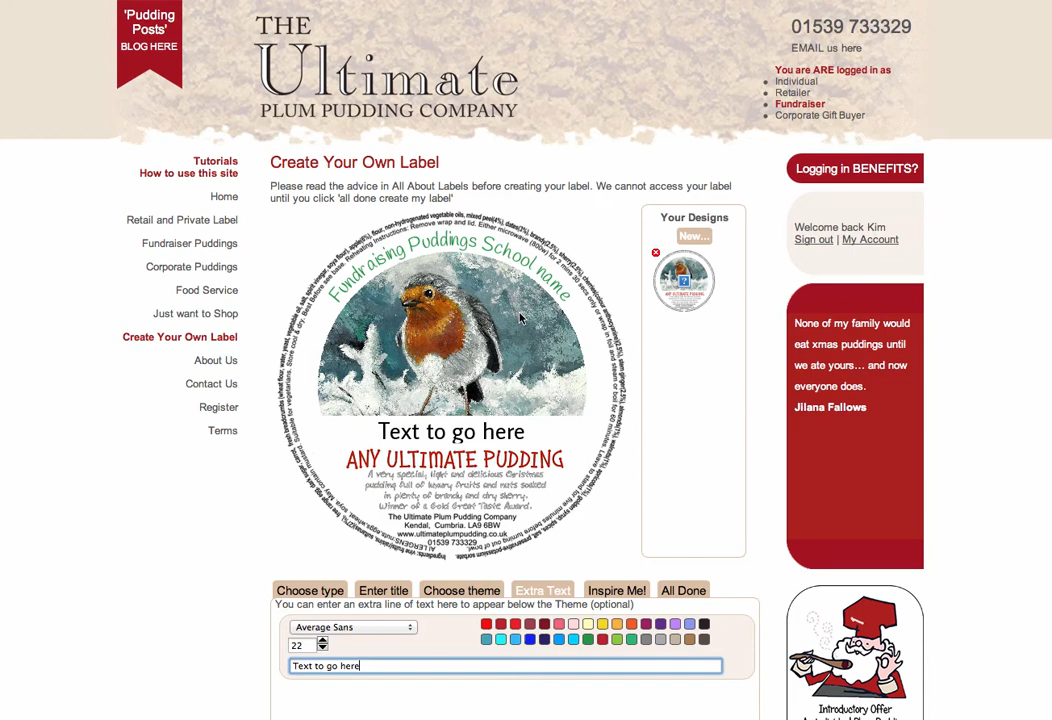 'Pudding
Posts'
BLOG HERE
THE
Ultimate
PLUM PUDDING COMPANY
01539 733329
EMAIL us here
You are ARE logged in as
Individual
Retailer
Fundraiser
Corporate Gift Buyer
Tutorials
How to use this site
Home
Retail and Private Label
Fundraiser Puddings
Corporate Puddings
Food Service
Just want to Shop
Create Your Own Label
About Us
Contact Us
Register
Terms
Create Your Own Label
Please read the advice in All About Labels before creating your label. We cannot access your label
until you click 'all done create my label'
Fundraising Puddings School name
Text to go here
ANY ULTIMATE PUDDING
A very special, light and delicious Christmas
pudding full of luxury fruits and nuts soaked
in plenty of brandy and dry sherry.
Winner of a Gold Great Taste Award.
The Ultimate Plum Pudding Company
Kendal, Cumbria. LA9 6BW
www.ultimateplumpudding.co.uk
01539 733329
Your Designs
New...
Logging in BENEFITS?
Welcome back Kim
Sign out | My Account
None of my family would
eat xmas puddings until
we ate yours... and now
everyone does.
Jilana Fallows
Choose type
Enter title
Choose theme
Extra Text
Inspire Me!
All Done
You can enter an extra line of text here to appear below the Theme (optional)
Average Sans
22
Text to go here
Introductory Offer